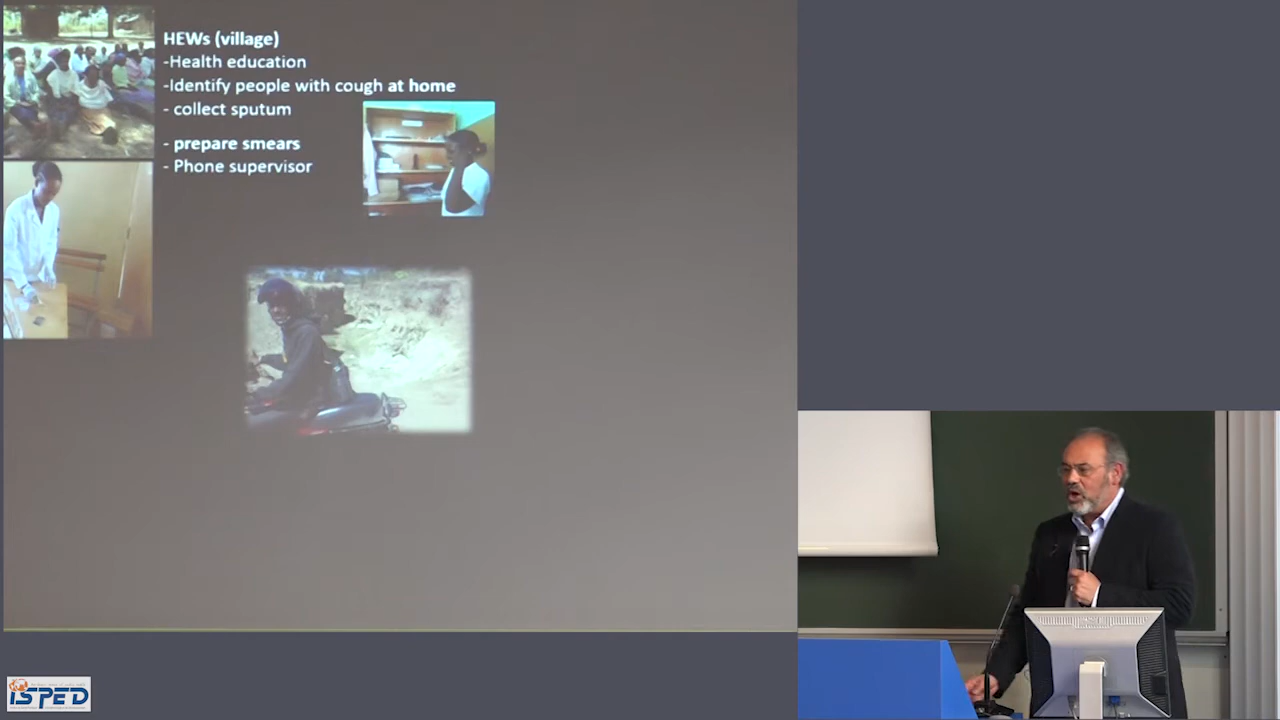 HEWs (village)
-Health education
-Identify people with cough at home
- collect sputum
- prepare smears
- Phone supervisor
ISPED